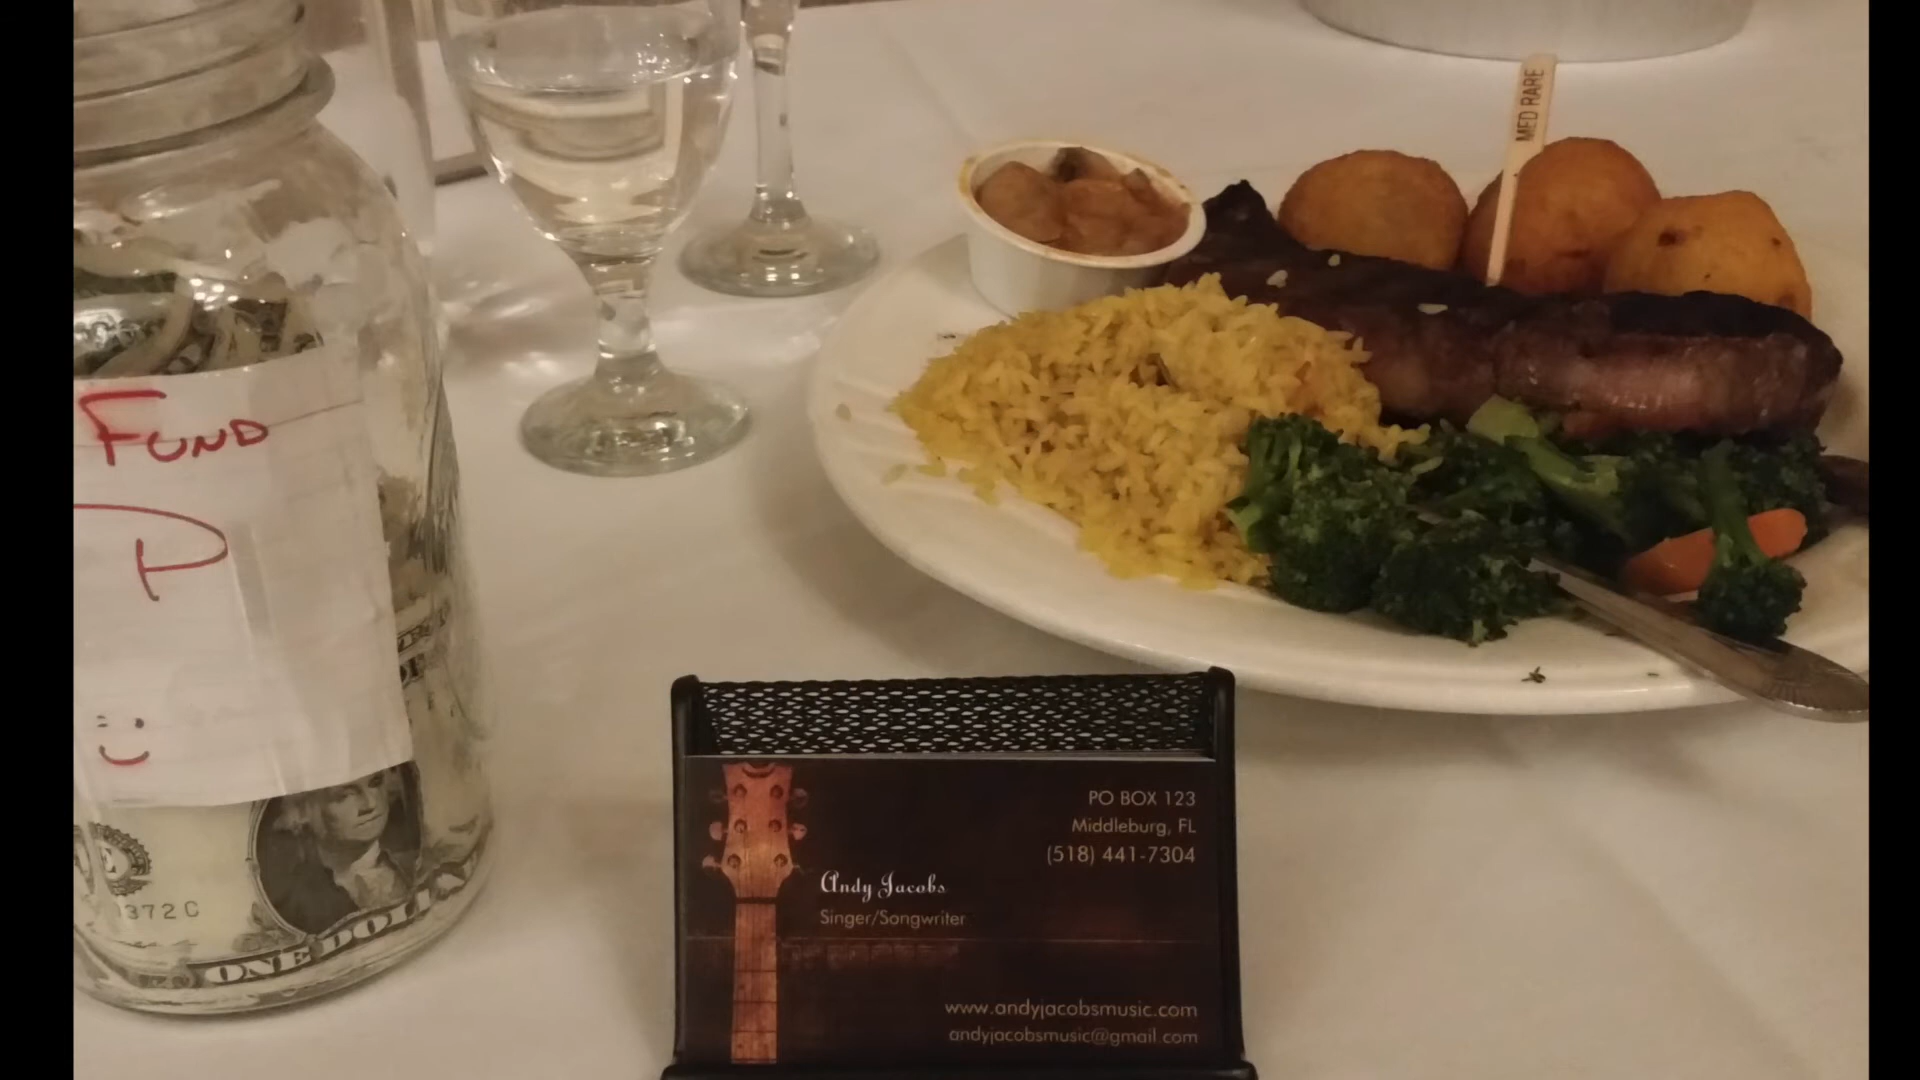 MED RARE
FUND
P
372 C
ONE DOLLAR
PO BOX 123
Middleburg, FL
(518) 441-7304
Andy Jacobs
Singer/Songwriter
www.andyjacobsmusic.com
andyjacobsmusic@gmail.com